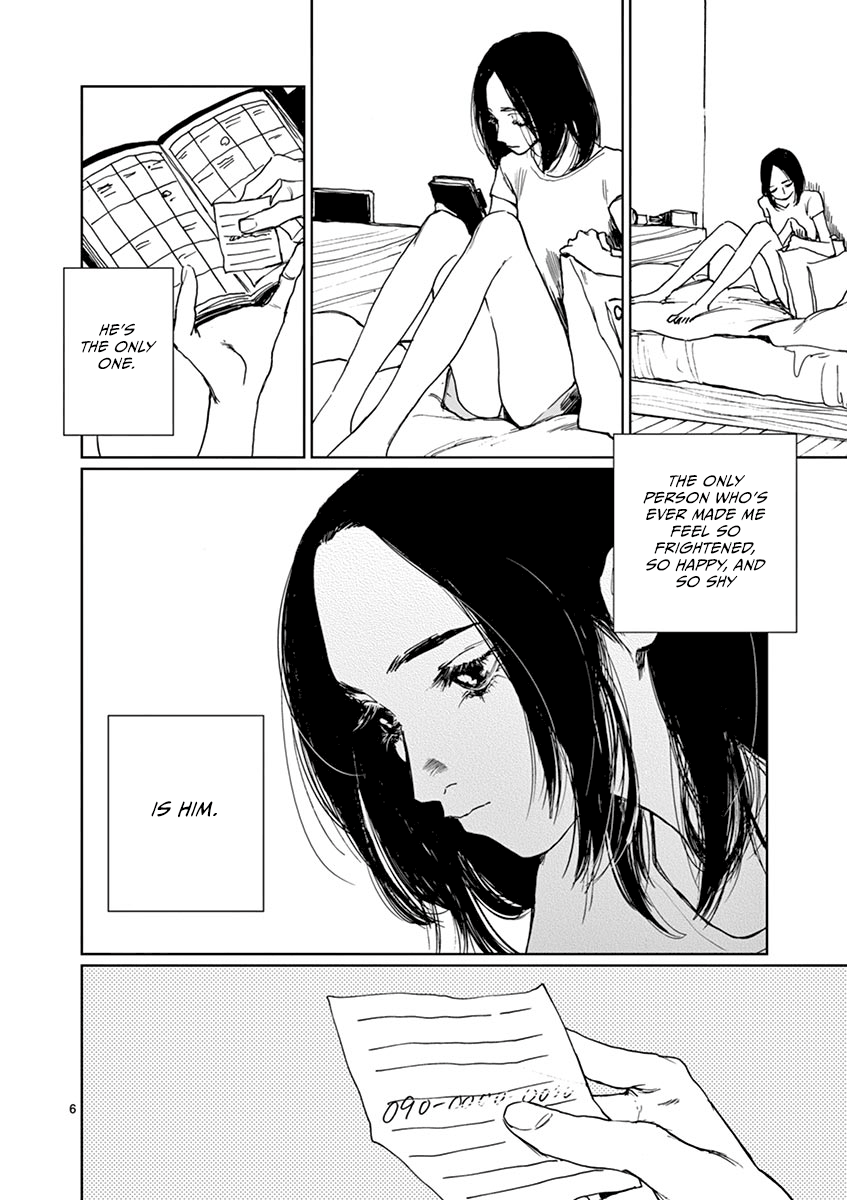 HE'S
THE ONLY
ONE.
THE ONLY
PERSON WHO'S
EVER MADE ME
FEEL SO
FRIGHTENED,
SO HAPPY, AND
SO SHY
IS HIM.
090-
6